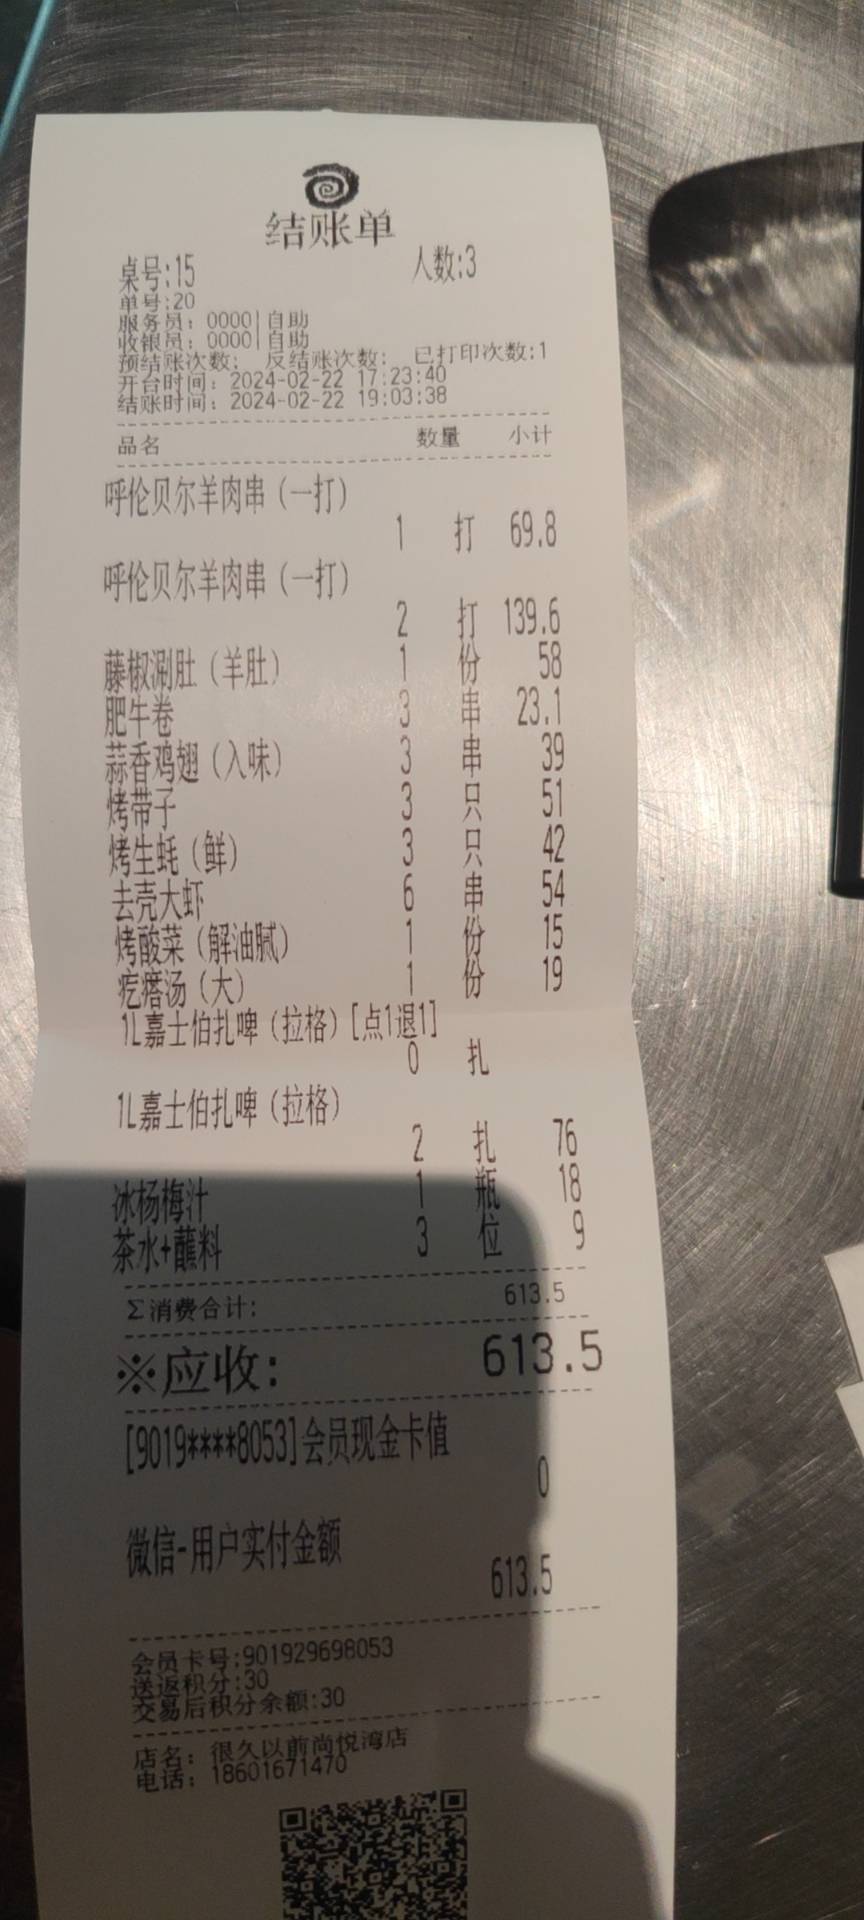 结账单
桌号:15 人数:3
单号:20
服务员: 0000|自助
收银员: 0000|自助
预结账次数: 反结账次数: 已打印次数:1
开台时间: 2024-02-22 17:23:40
结账时间: 2024-02-22 19:03:38
品名 数量 小计
呼伦贝尔羊肉串(一打)
1 打 69.8
呼伦贝尔羊肉串(一打)
2 打 139.6
藤椒涮肚(羊肚) 1 份 58
肥牛卷 3 串 23.1
蒜香鸡翅(入味) 3 串 39
烤带子 3 只 51
烤生蚝(鲜) 3 只 42
去壳大虾 6 串 54
烤酸菜(解油腻) 1 份 15
疙瘩汤(大) 1 份 19
1L嘉士伯扎啤(拉格)[点1退1]
0 扎
1L嘉士伯扎啤(拉格)
2 扎 76
冰杨梅汁 1 瓶 18
茶水+蘸料 3 位 9
Σ消费合计: 613.5
※应收: 613.5
[9019****8053]会员现金卡值
0
微信-用户实付金额
613.5
会员卡号:901929698053
送返积分:30
交易后积分余额:30
店名: 很久以前尚悦湾店
电话: 18601671470